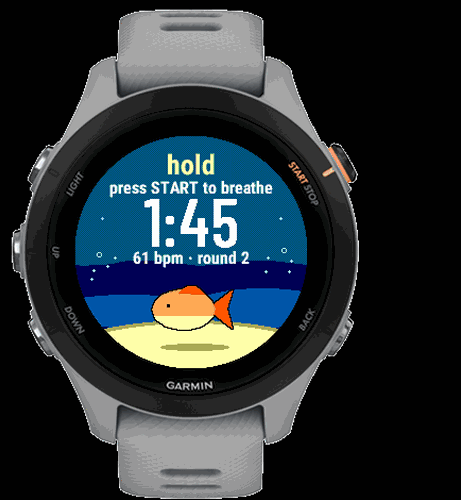 hold
press START to breathe
1:45
61 bpm · round 2
LIGHT
START STOP
UP
DOWN
BACK
GARMIN